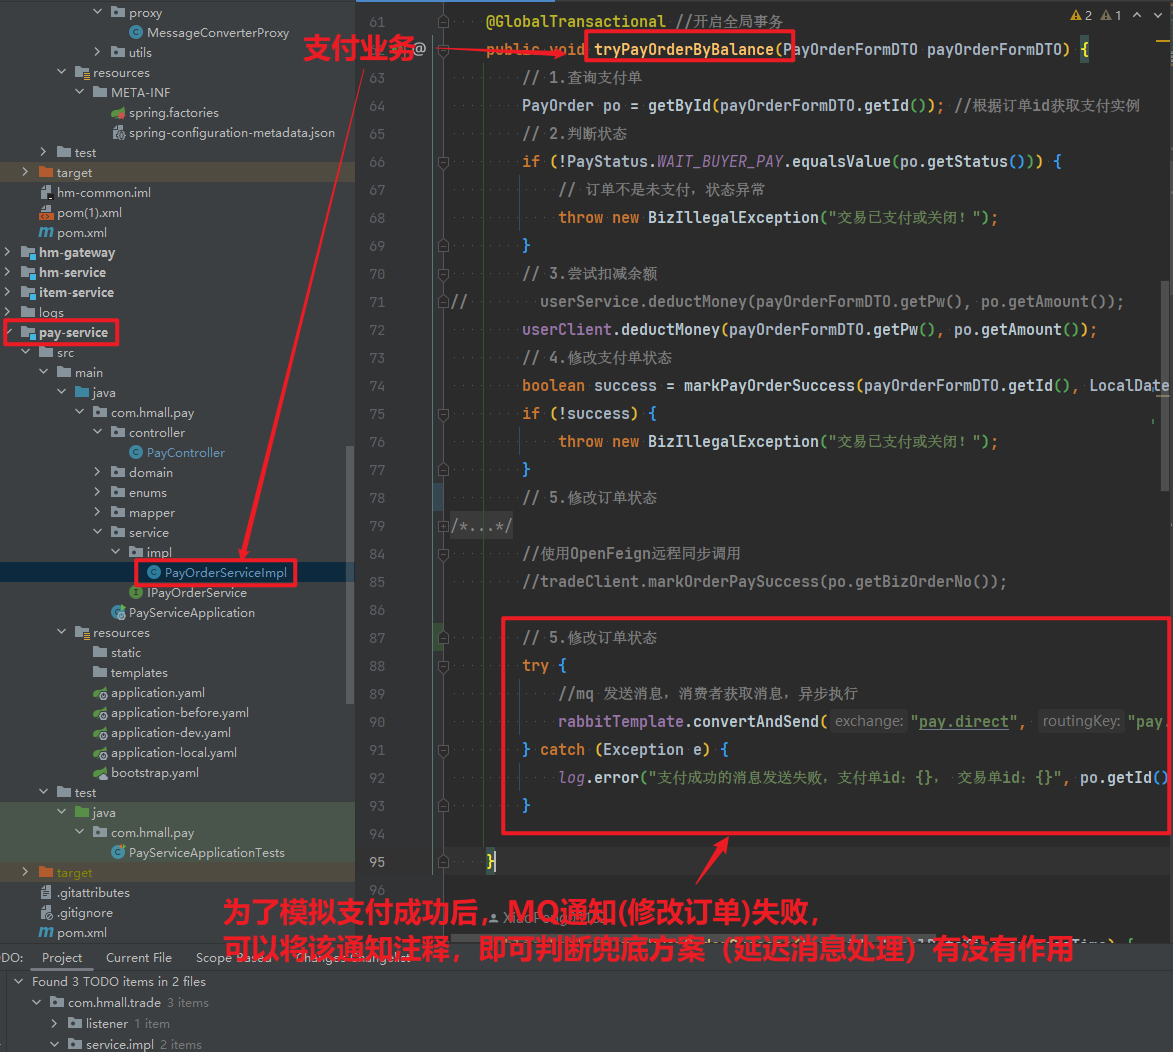 proxy
MessageConverterProxy
utils
resources
META-INF
spring.factories
spring-configuration-metadata.json
test
target
hm-common.iml
pom(1).xml
pom.xml
hm-gateway
hm-service
item-service
logs
pay-service
src
main
java
com.hmall.pay
controller
PayController
domain
enums
mapper
service
impl
PayOrderServiceImpl
IPayOrderService
PayServiceApplication
resources
static
templates
application.yaml
application-before.yaml
application-dev.yaml
application-local.yaml
bootstrap.yaml
test
java
com.hmall.pay
PayServiceApplicationTests
target
.gitattributes
.gitignore
pom.xml
支付业务
2 1
61 @GlobalTransactional //开启全局事务
@ public void tryPayOrderByBalance(PayOrderFormDTO payOrderFormDTO) {
63 // 1.查询支付单
64 PayOrder po = getById(payOrderFormDTO.getId()); //根据订单id获取支付实例
65 // 2.判断状态
66 if (!PayStatus.WAIT_BUYER_PAY.equalsValue(po.getStatus())) {
67 // 订单不是未支付，状态异常
68 throw new BizIllegalException("交易已支付或关闭！");
69 }
70 // 3.尝试扣减余额
71 // userService.deductMoney(payOrderFormDTO.getPw(), po.getAmount());
72 userClient.deductMoney(payOrderFormDTO.getPw(), po.getAmount());
73 // 4.修改支付单状态
74 boolean success = markPayOrderSuccess(payOrderFormDTO.getId(), LocalDate
75 if (!success) {
76 throw new BizIllegalException("交易已支付或关闭！");
77 }
78 // 5.修改订单状态
79 /*...*/
84 //使用OpenFeign远程同步调用
85 //tradeClient.markOrderPaySuccess(po.getBizOrderNo());
86
87 // 5.修改订单状态
88 try {
89 //mq 发送消息，消费者获取消息，异步执行
90 rabbitTemplate.convertAndSend( exchange: "pay.direct", routingKey: "pay.
91 } catch (Exception e) {
92 log.error("支付成功的消息发送失败，支付单id：{}， 交易单id：{}", po.getId()
93 }
94
95 }
96
为了模拟支付成功后，MQ通知(修改订单)失败，
可以将该通知注释，即可判断兜底方案（延迟消息处理）有没有作用
DO: Project Current File Scope Based Changelist
Found 3 TODO items in 2 files
com.hmall.trade 3 items
listener 1 item
service.impl 2 items